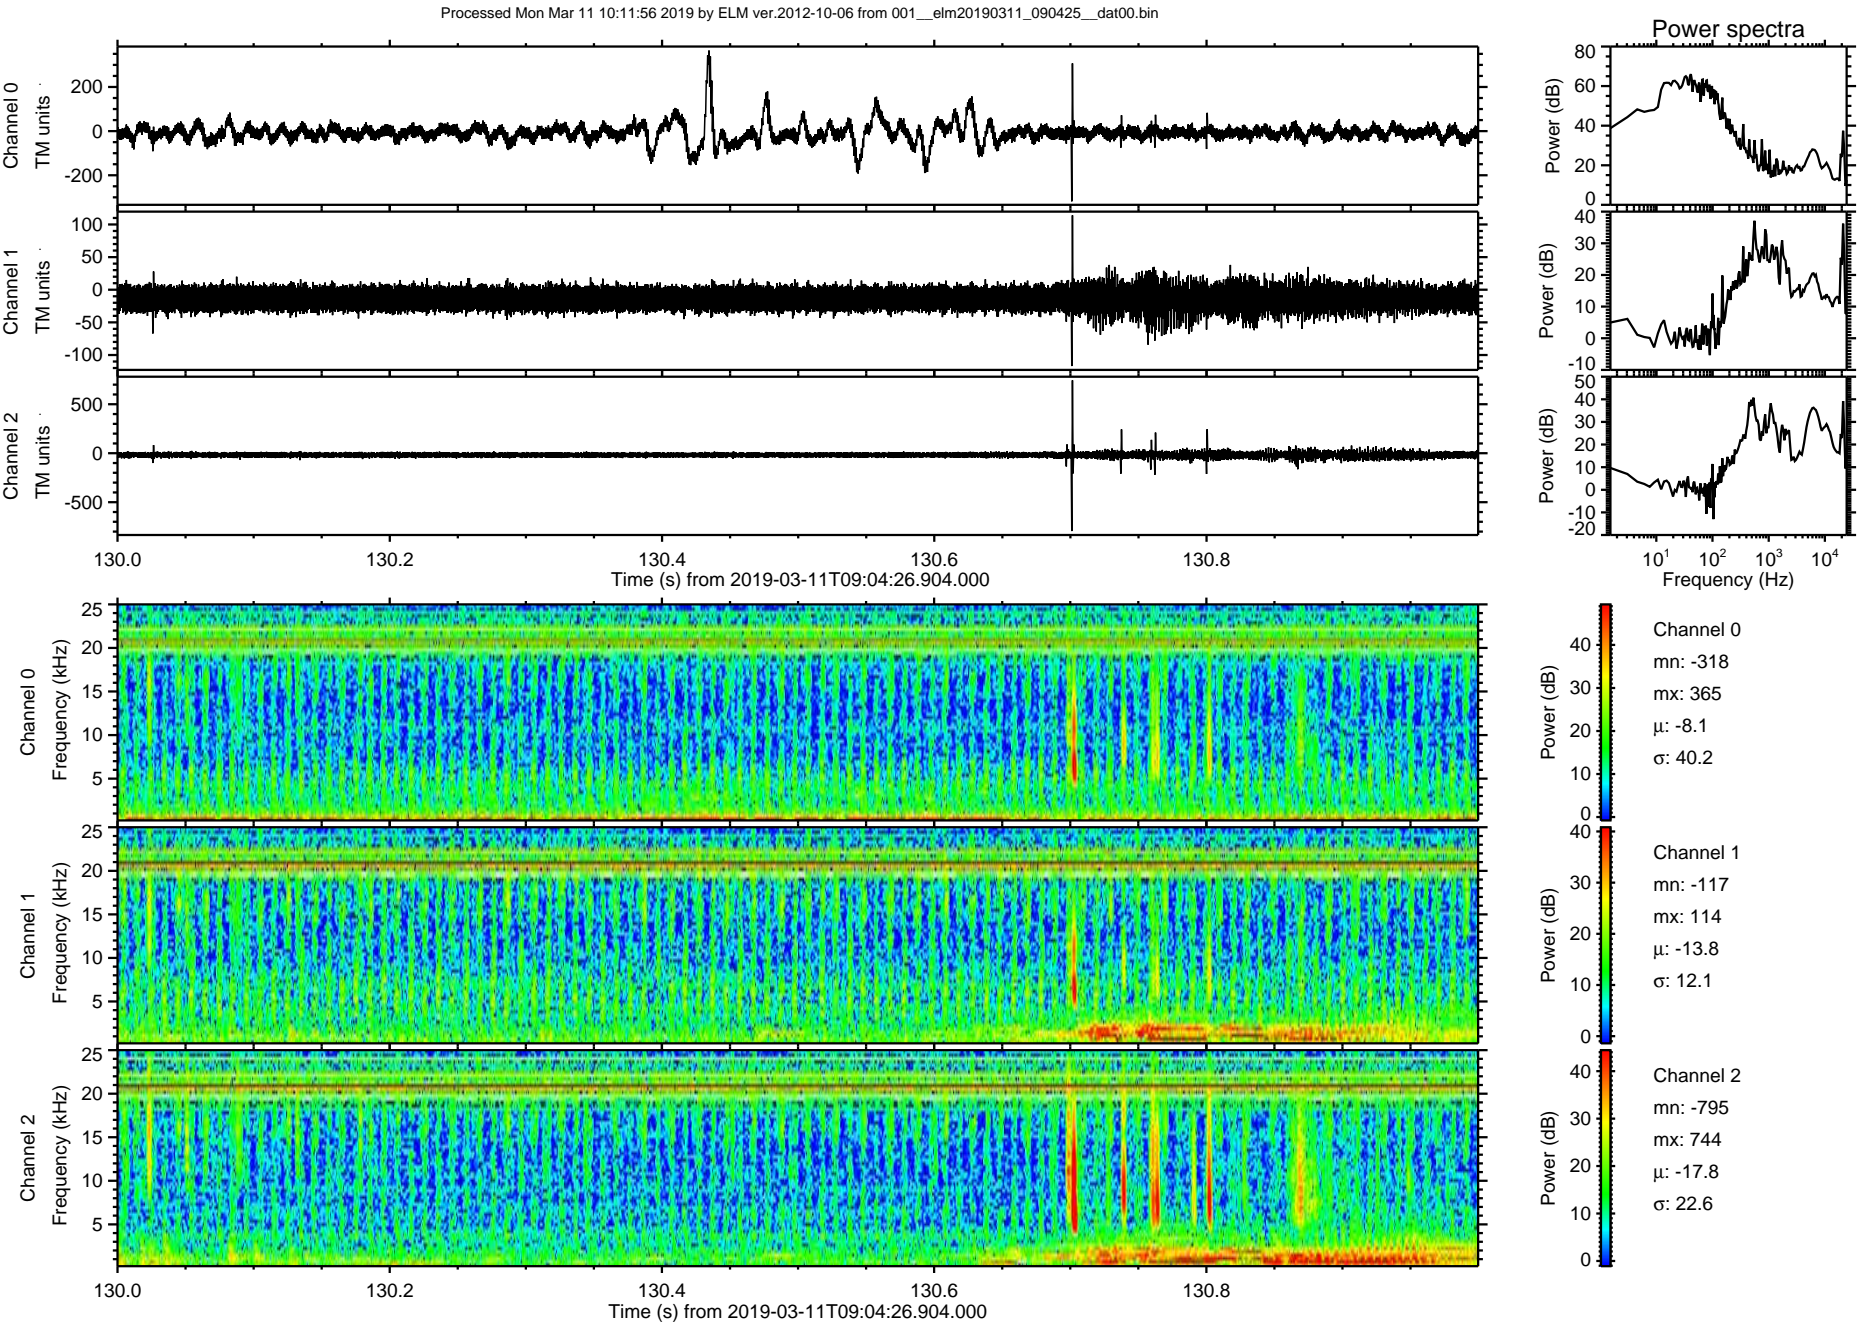 Processed Mon Mar 11 10:11:56 2019 by ELM ver.2012-10-06 from 001__elm20190311_090425__dat00.bin
Power spectra
Channel 0
TM units
200
0
-200
Power (dB)
80
60
40
20
0
Channel 1
TM units
100
50
0
-50
-100
Power (dB)
40
30
20
10
0
-10
Channel 2
TM units
500
0
-500
Power (dB)
50
40
30
20
10
0
-10
-20
130.0 130.2 130.4 130.6 130.8
Time (s) from 2019-03-11T09:04:26.904.000
10¹ 10² 10³ 10⁴
Frequency (Hz)
Channel 0
Frequency (kHz)
25
20
15
10
5
Power (dB)
40
30
20
10
0
Channel 0
mn: -318
mx: 365
μ: -8.1
σ: 40.2
Channel 1
Frequency (kHz)
25
20
15
10
5
Power (dB)
40
30
20
10
0
Channel 1
mn: -117
mx: 114
μ: -13.8
σ: 12.1
Channel 2
Frequency (kHz)
25
20
15
10
5
Power (dB)
40
30
20
10
0
Channel 2
mn: -795
mx: 744
μ: -17.8
σ: 22.6
130.0 130.2 130.4 130.6 130.8
Time (s) from 2019-03-11T09:04:26.904.000